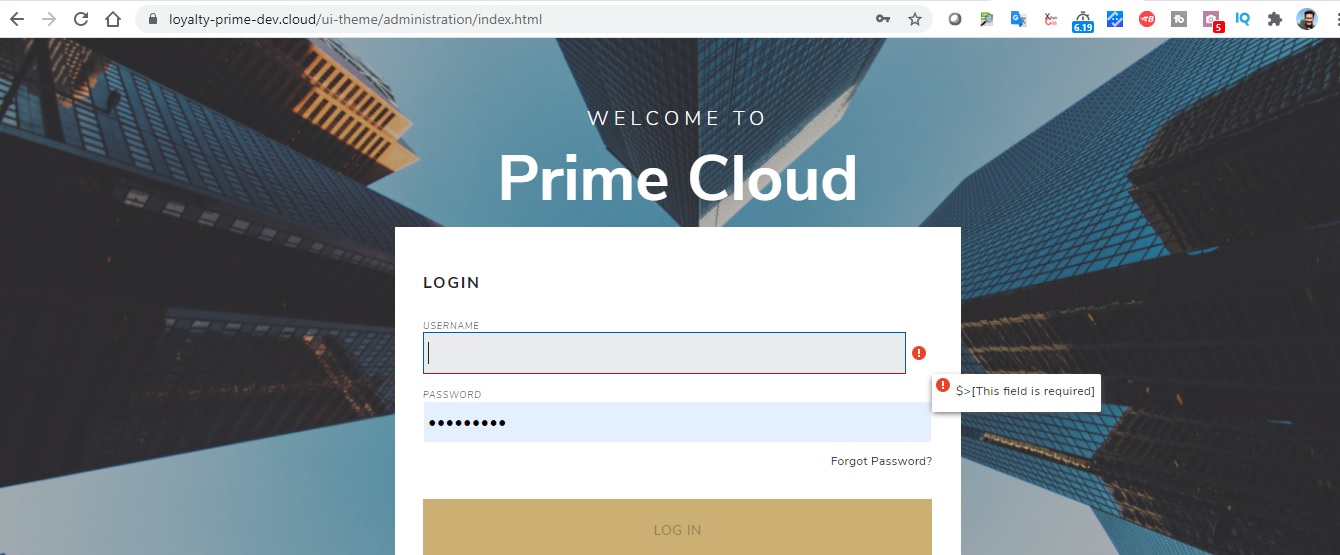 loyalty-prime-dev.cloud/ui-theme/administration/index.html
6.19
5
IQ
WELCOME TO
Prime Cloud
LOGIN
USERNAME
$>[This field is required]
PASSWORD
•••••••••
Forgot Password?
LOG IN